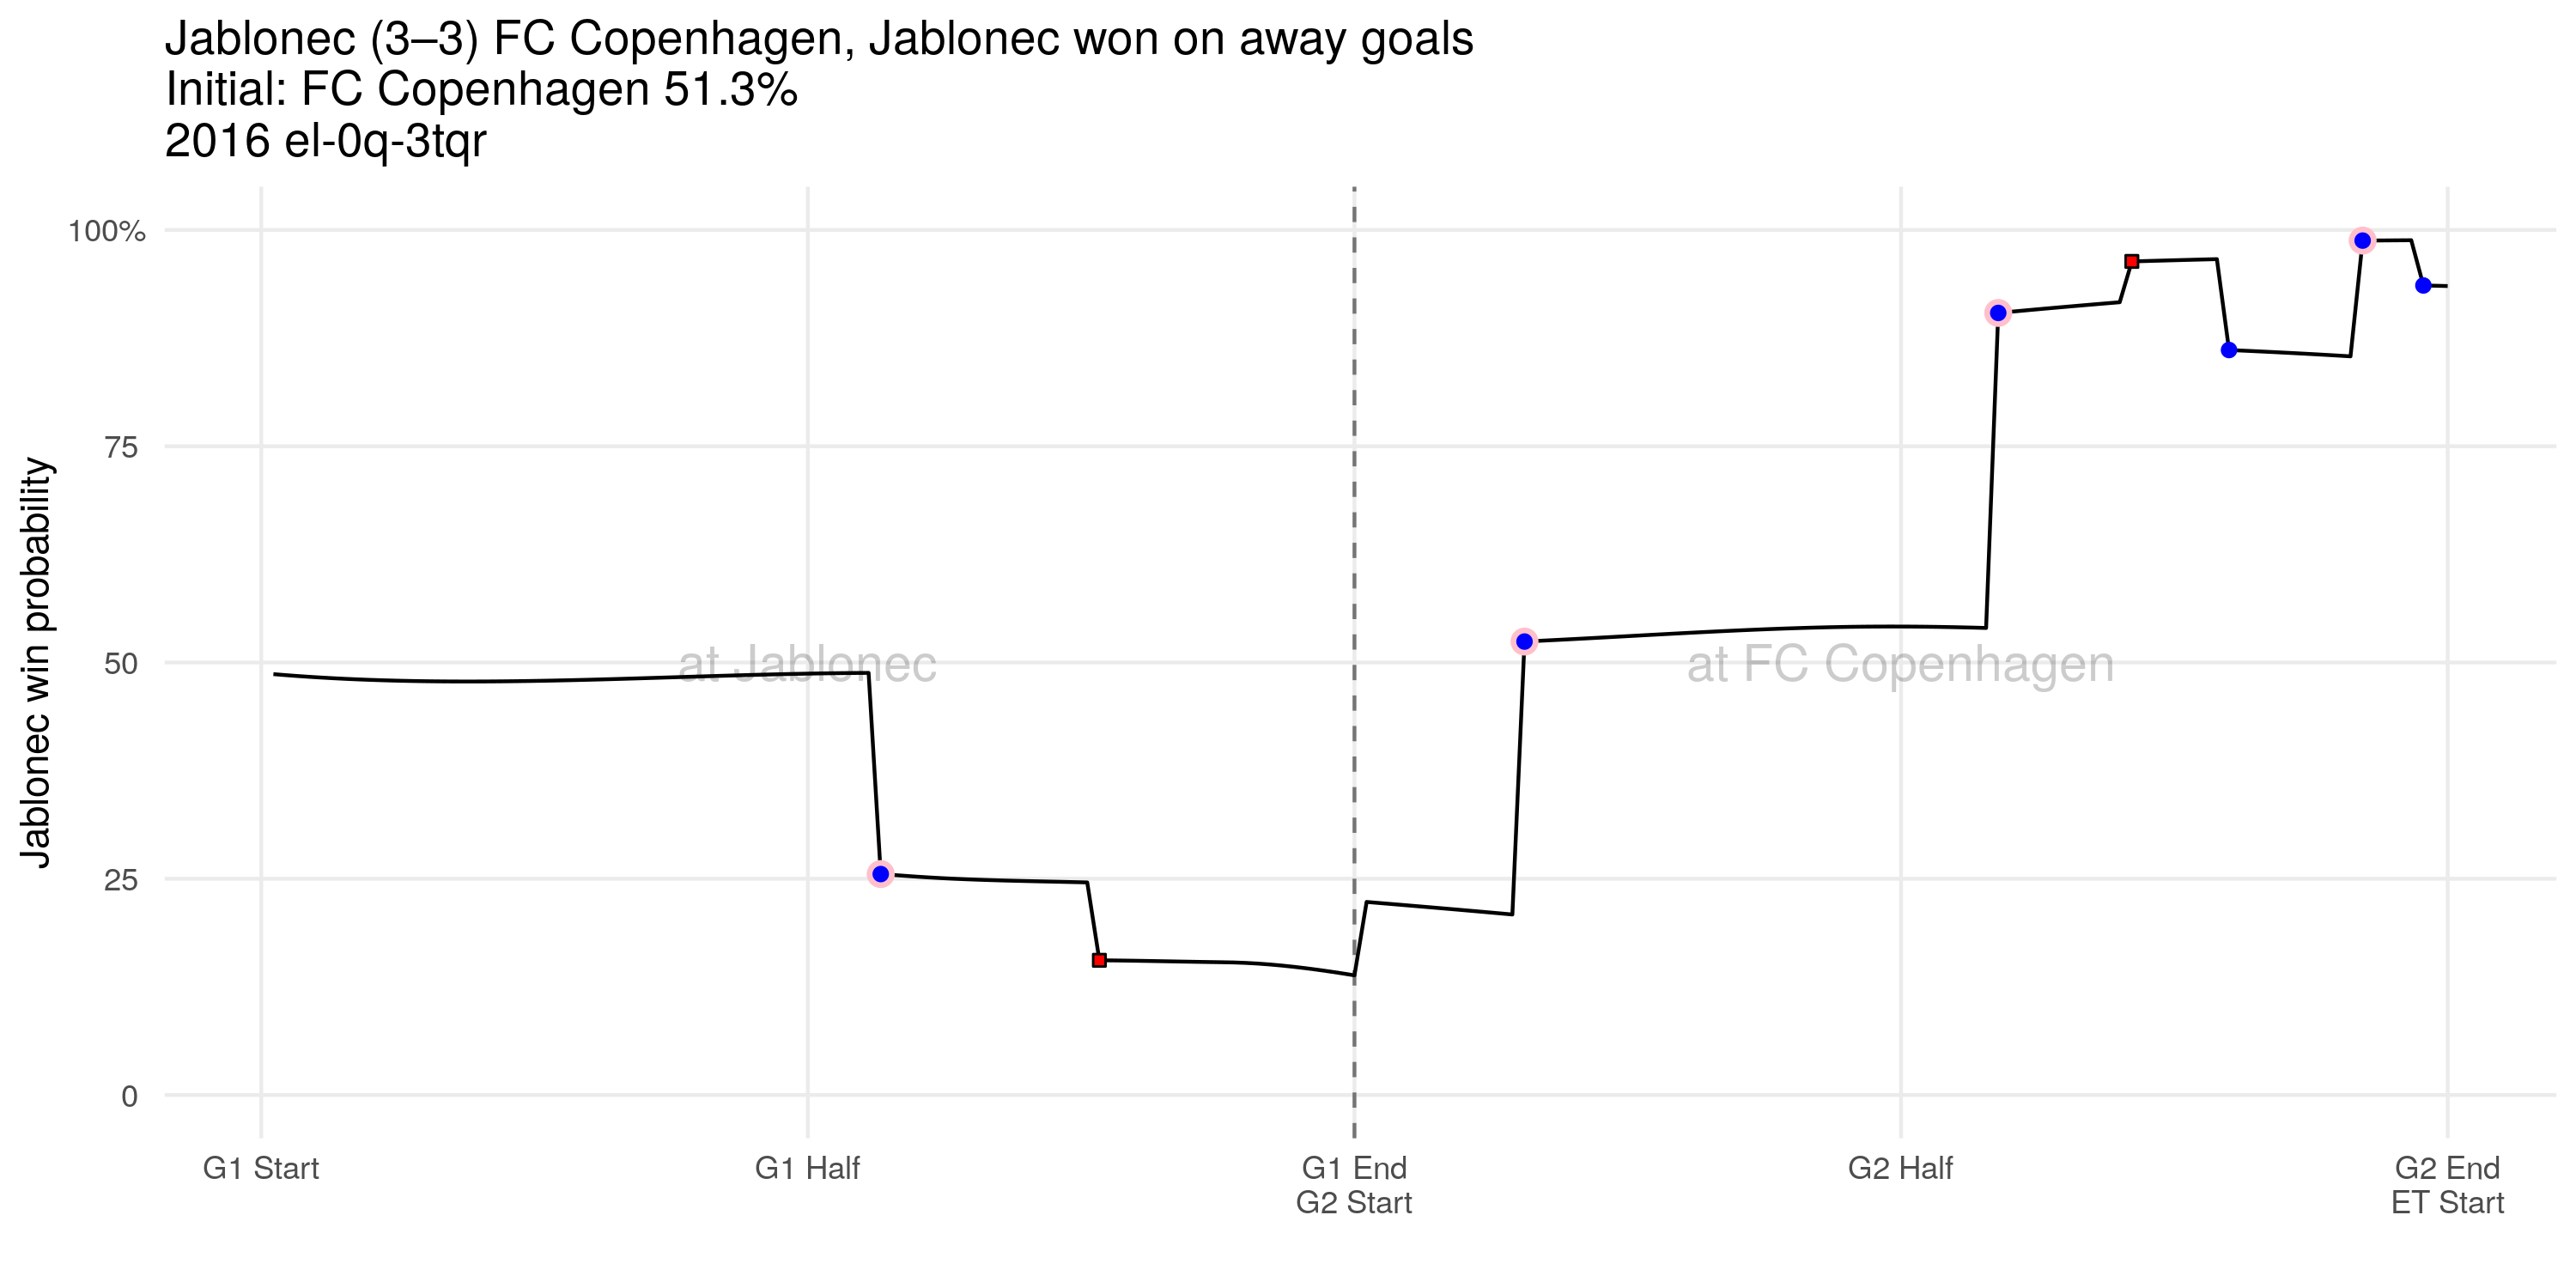 Jablonec (3–3) FC Copenhagen, Jablonec won on away goals
Initial: FC Copenhagen 51.3%
2016 el-0q-3tqr
Jablonec win probability
100%
75
50
25
0
at Jablonec
at FC Copenhagen
G1 Start
G1 Half
G1 End
G2 Start
G2 Half
G2 End
ET Start